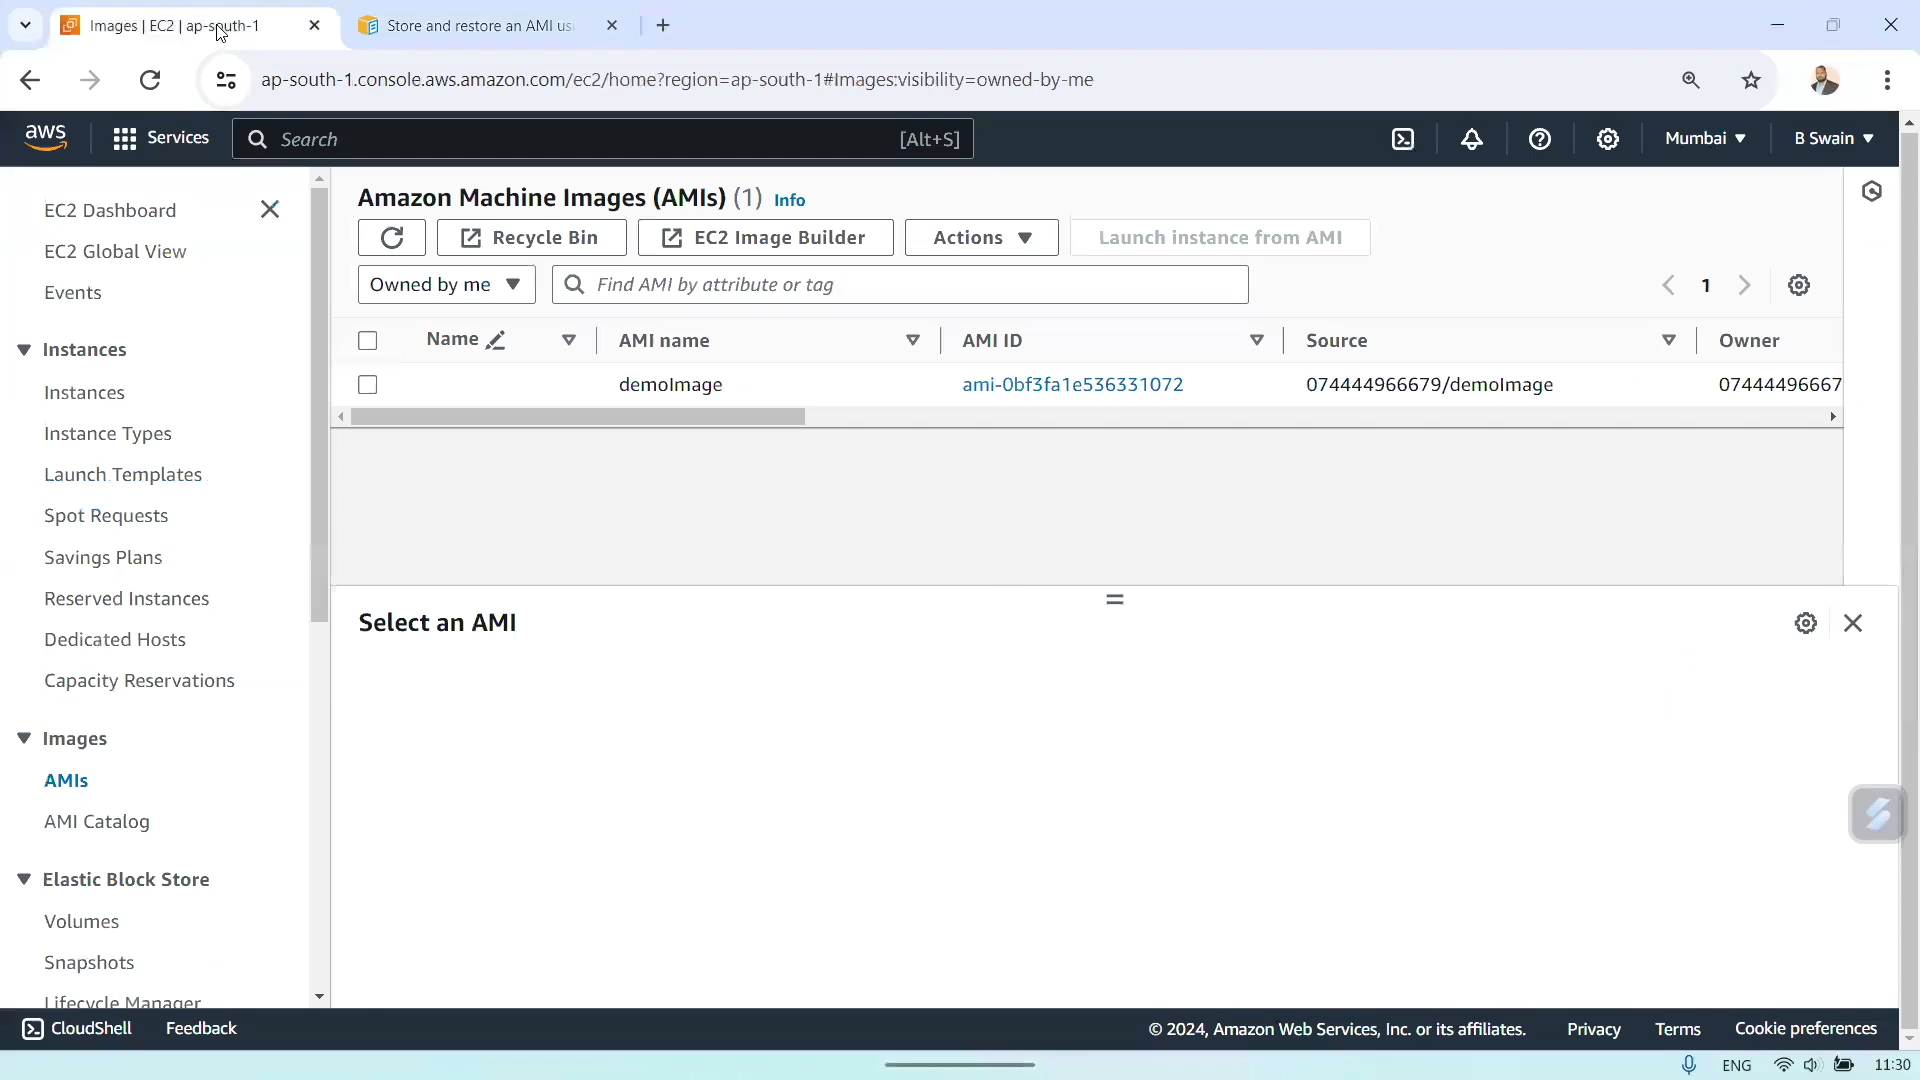 Images | EC2 | ap-south-1
Store and restore an AMI usi
ap-south-1.console.aws.amazon.com/ec2/home?region=ap-south-1#Images:visibility=owned-by-me
aws
Services
Search
[Alt+S]
Mumbai
B Swain
EC2 Dashboard
EC2 Global View
Events
Instances
Instances
Instance Types
Launch Templates
Spot Requests
Savings Plans
Reserved Instances
Dedicated Hosts
Capacity Reservations
Images
AMIs
AMI Catalog
Elastic Block Store
Volumes
Snapshots
Lifecycle Manager
Amazon Machine Images (AMIs) (1) Info
Recycle Bin
EC2 Image Builder
Actions
Launch instance from AMI
Owned by me
Find AMI by attribute or tag
1
Name
AMI name
AMI ID
Source
Owner
demoImage
ami-0bf3fa1e536331072
074444966679/demoImage
07444496667
Select an AMI
CloudShell
Feedback
© 2024, Amazon Web Services, Inc. or its affiliates.
Privacy
Terms
Cookie preferences
ENG
11:30